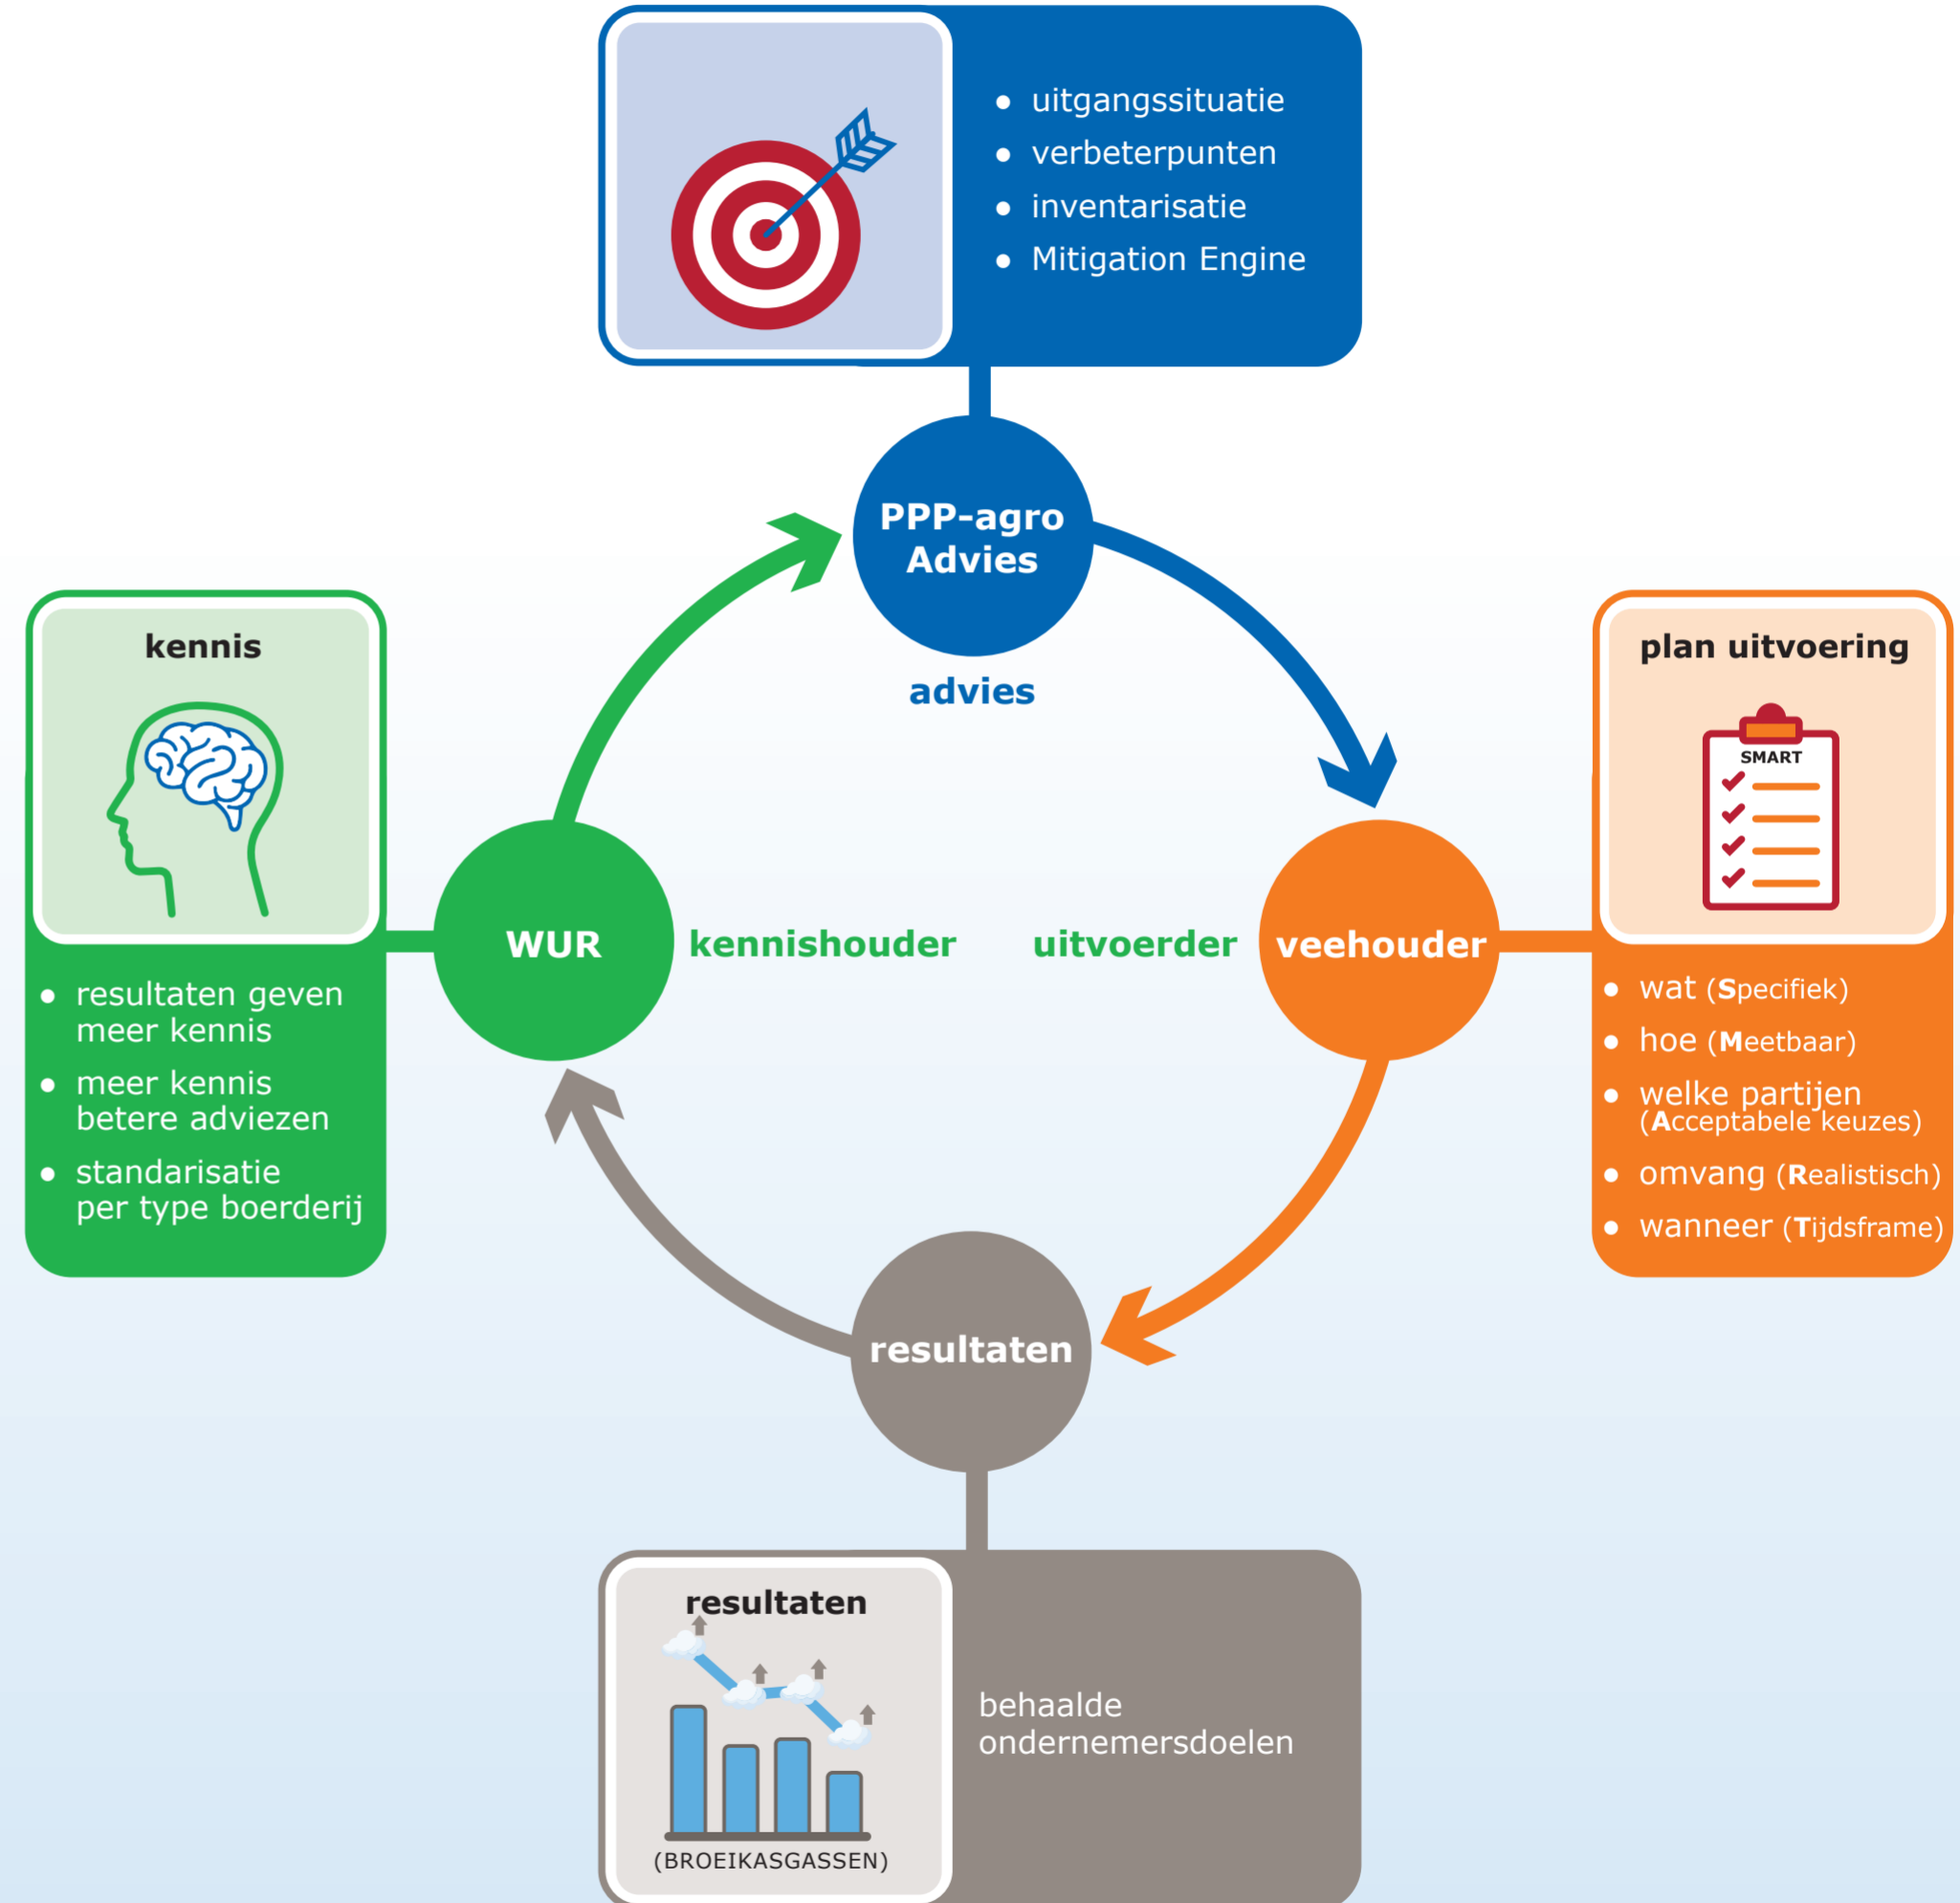 • uitgangssituatie
• verbeterpunten
• inventarisatie
• Mitigation Engine
PPP-agro
Advies
advies
kennis
WUR
kennishouder
• resultaten geven
meer kennis
• meer kennis
betere adviezen
• standarisatie
per type boerderij
uitvoerder
veehouder
plan uitvoering
SMART
• wat (Specifiek)
• hoe (Meetbaar)
• welke partijen
(Acceptabele keuzes)
• omvang (Realistisch)
• wanneer (Tijdsframe)
resultaten
resultaten
(BROEIKASGASSEN)
behaalde
ondernemersdoelen